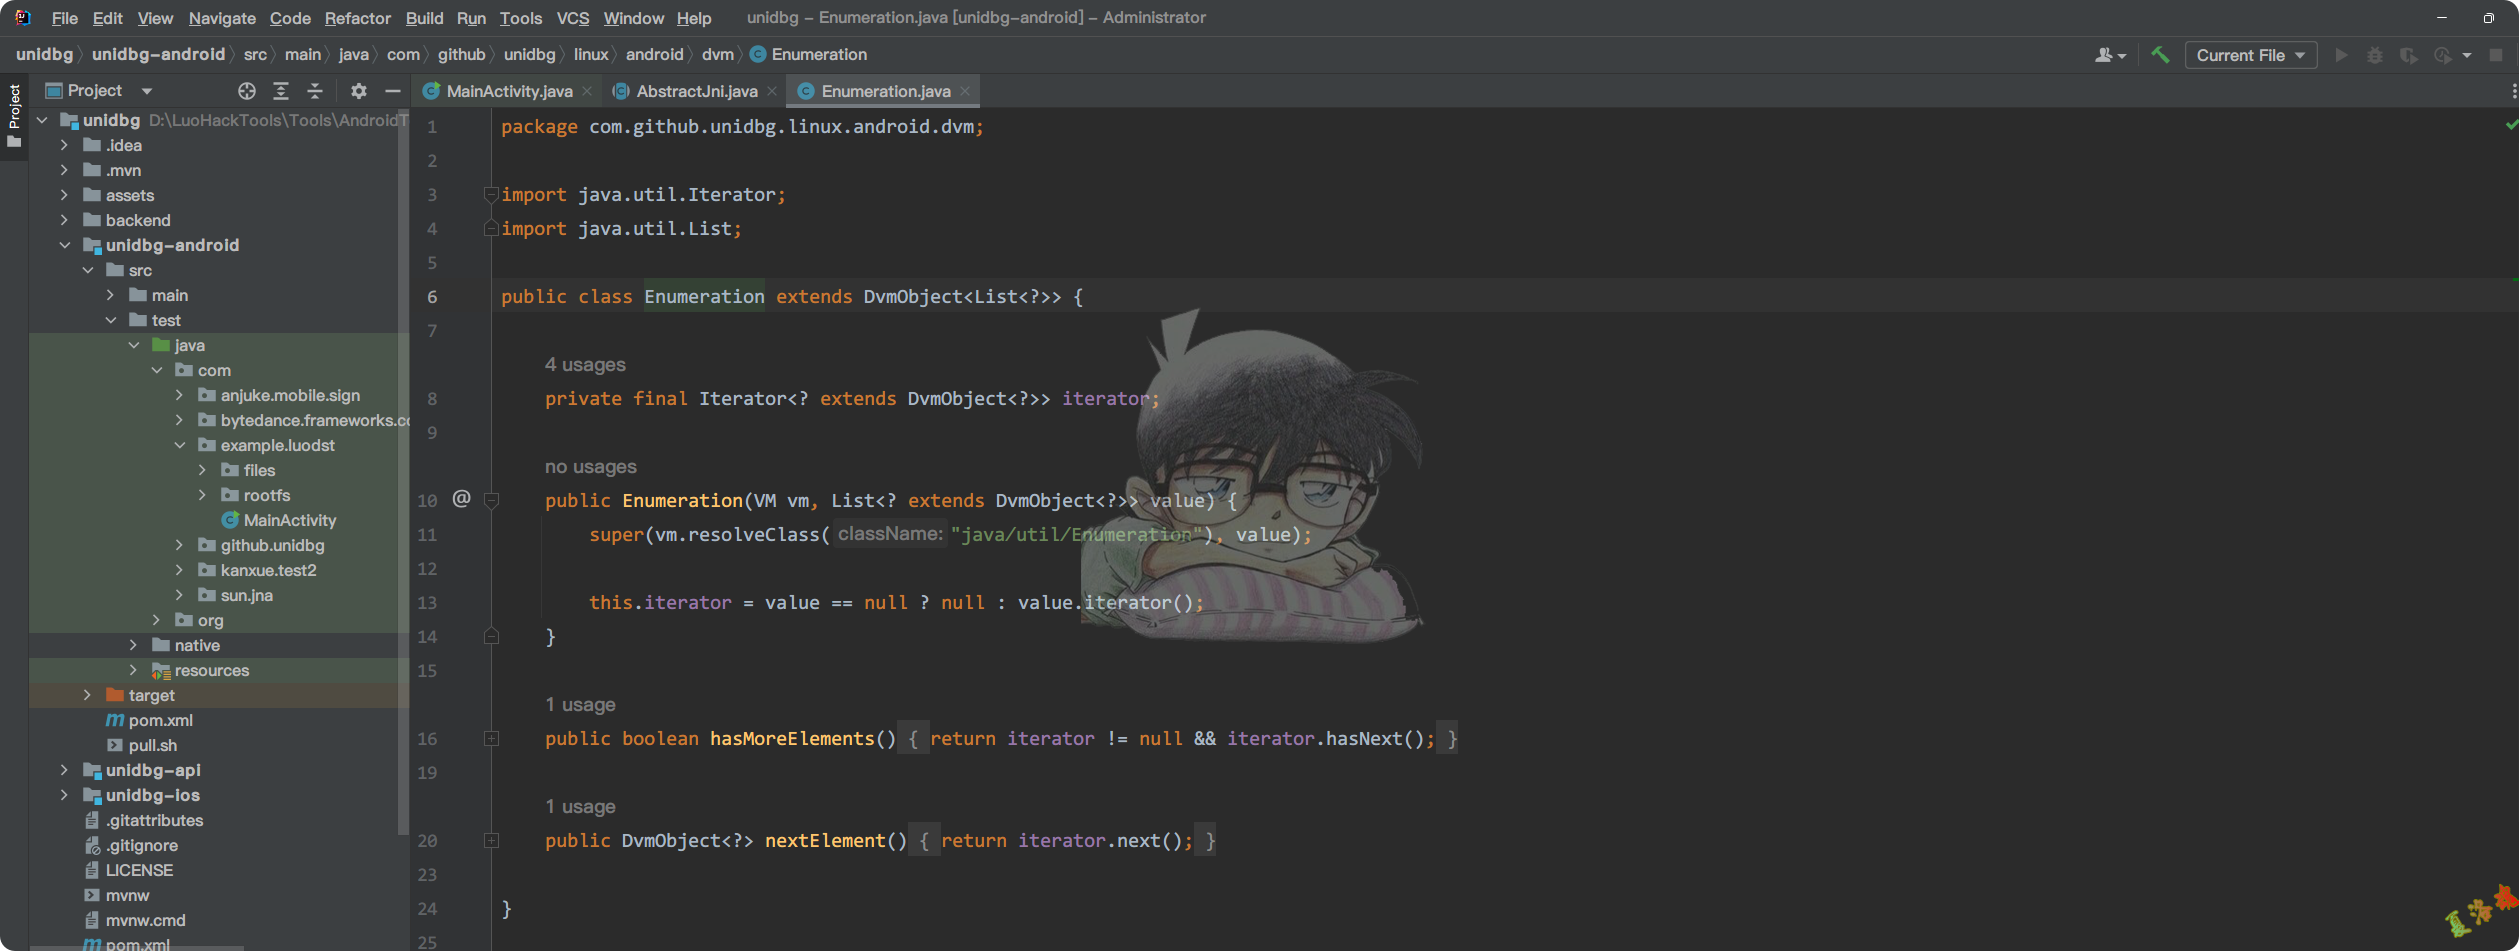 File Edit View Navigate Code Refactor Build Run Tools VCS Window Help unidbg – Enumeration.java [unidbg-android] – Administrator
unidbg unidbg-android src main java com github unidbg linux android dvm Enumeration Current File
Project
Project
MainActivity.java AbstractJni.java Enumeration.java
unidbg D:\LuoHackTools\Tools\AndroidT
.idea
.mvn
assets
backend
unidbg-android
src
main
test
java
com
anjuke.mobile.sign
bytedance.frameworks.co
example.luodst
files
rootfs
MainActivity
github.unidbg
kanxue.test2
sun.jna
org
native
resources
target
pom.xml
pull.sh
unidbg-api
unidbg-ios
.gitattributes
.gitignore
LICENSE
mvnw
mvnw.cmd
pom.xml
1 package com.github.unidbg.linux.android.dvm;
2
3 import java.util.Iterator;
4 import java.util.List;
5
6 public class Enumeration extends DvmObject<List<?>> {
7
4 usages
8 private final Iterator<? extends DvmObject<?>> iterator;
9
no usages
10 @ public Enumeration(VM vm, List<? extends DvmObject<?>> value) {
11 super(vm.resolveClass( className: "java/util/Enumeration"), value);
12
13 this.iterator = value == null ? null : value.iterator();
14 }
15
1 usage
16 public boolean hasMoreElements() { return iterator != null && iterator.hasNext(); }
19
1 usage
20 public DvmObject<?> nextElement() { return iterator.next(); }
23
24 }
25